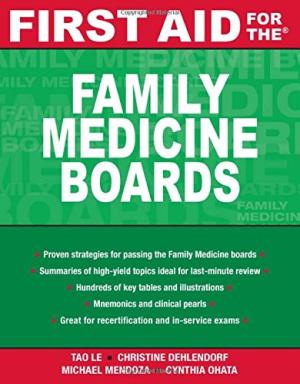 FIRST AID FOR THE®
FAMILY
MEDICINE
BOARDS
FAMILY
MEDICIN
• Proven strategies for passing the Family Medicine boards
• Summaries of high-yield topics ideal for last-minute review
• Hundreds of key tables and illustrations
• Mnemonics and clinical pearls
• Great for recertification and in-service exams
TAO LE • CHRISTINE DEHLENDORF
MICHAEL MENDOZA • CYNTHIA OHATA